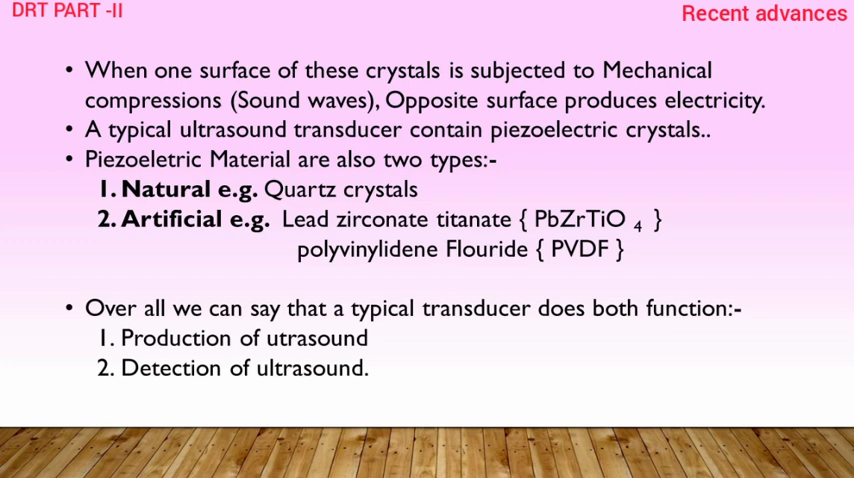 DRT PART -II
Recent advances
• When one surface of these crystals is subjected to Mechanical
compressions (Sound waves), Opposite surface produces electricity.
• A typical ultrasound transducer contain piezoelectric crystals..
• Piezoeletric Material are also two types:-
1. Natural e.g. Quartz crystals
2. Artificial e.g. Lead zirconate titanate { PbZrTiO 4 }
polyvinylidene Flouride { PVDF }
• Over all we can say that a typical transducer does both function:-
1. Production of utrasound
2. Detection of ultrasound.